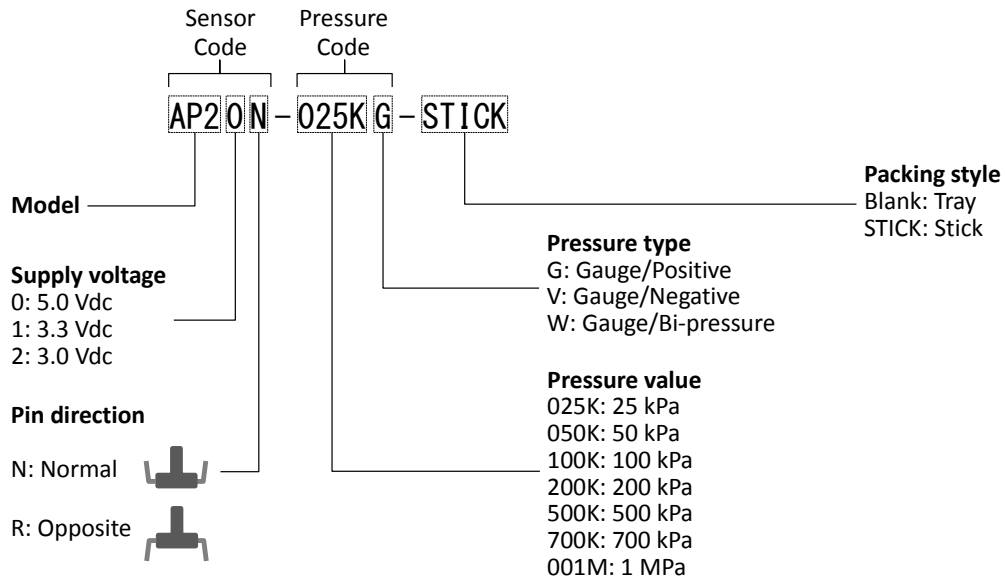 Sensor Code
Pressure Code
AP20N-025KG-STICK
Model
Supply voltage
0: 5.0 Vdc
1: 3.3 Vdc
2: 3.0 Vdc
Pin direction
N: Normal
R: Opposite
Packing style
Blank: Tray
STICK: Stick
Pressure type
G: Gauge/Positive
V: Gauge/Negative
W: Gauge/Bi-pressure
Pressure value
025K: 25 kPa
050K: 50 kPa
100K: 100 kPa
200K: 200 kPa
500K: 500 kPa
700K: 700 kPa
001M: 1 MPa